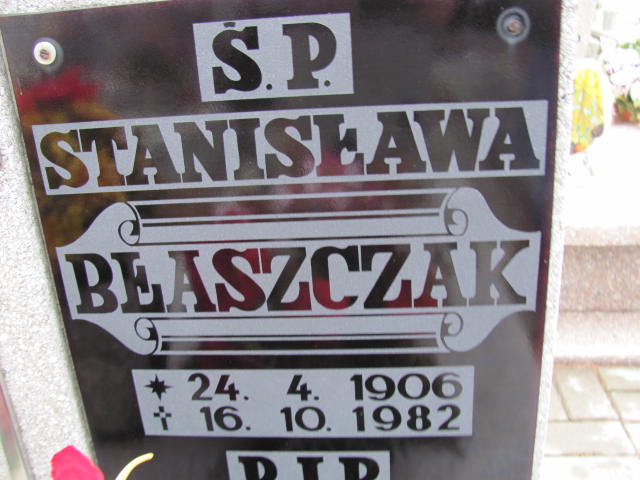 Ś.P.
STANISŁAWA
BŁASZCZAK
* 24. 4. 1906
† 16. 10. 1982
R.I.P.